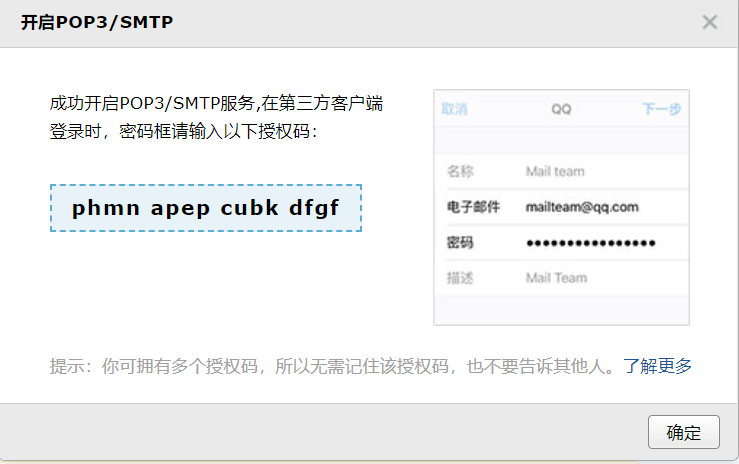 开启POP3/SMTP
成功开启POP3/SMTP服务,在第三方客户端
登录时，密码框请输入以下授权码：
phmn apep cubk dfgf
取消 QQ 下一步
名称 Mail team
电子邮件 mailteam@qq.com
密码 ●●●●●●●●●●●●●●●●
描述 Mail Team
提示：你可拥有多个授权码，所以无需记住该授权码，也不要告诉其他人。了解更多
确定